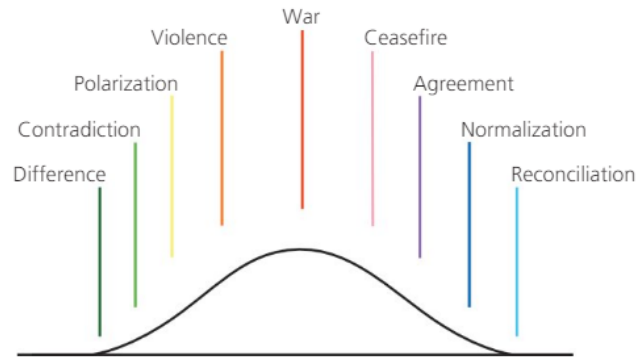 War
Violence
Ceasefire
Polarization
Agreement
Contradiction
Normalization
Difference
Reconciliation